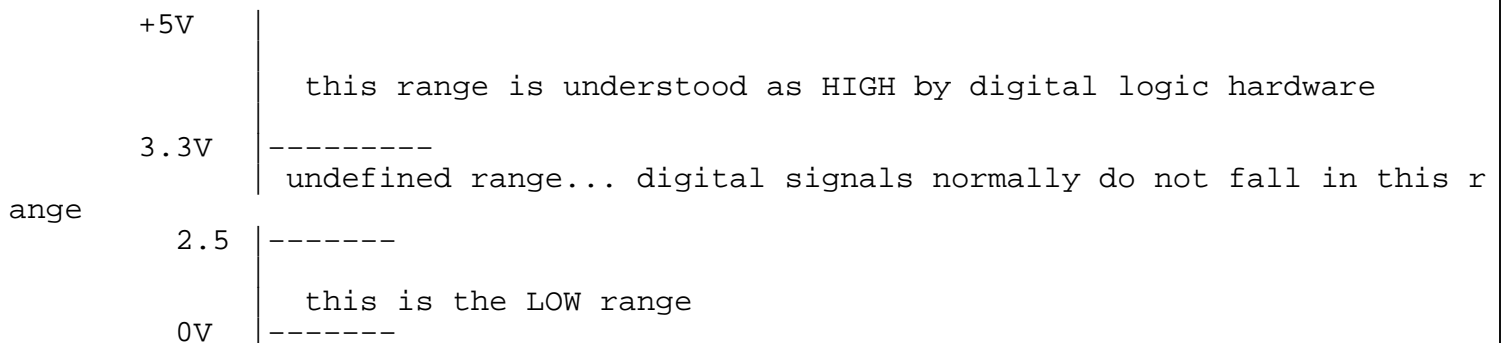 +5V |
|
| this range is understood as HIGH by digital logic hardware
|
3.3V |---------
| undefined range... digital signals normally do not fall in this r
ange
2.5 |-------
|
| this is the LOW range
0V |-------